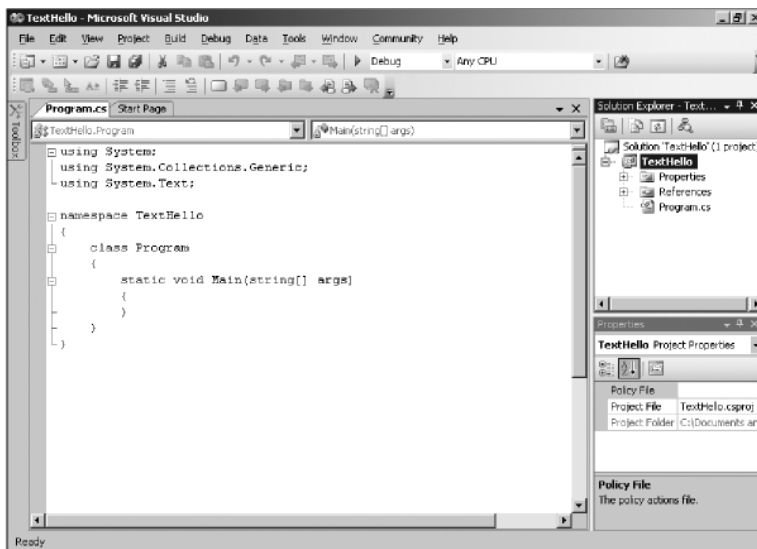 TextHello - Microsoft Visual Studio
File Edit View Project Build Debug Data Tools Window Community Help
Debug Any CPU
Toolbox
Program.cs Start Page
TextHello.Program Main(string[] args)
using System;
using System.Collections.Generic;
using System.Text;
namespace TextHello
{
class Program
{
static void Main(string[] args)
{
}
}
}
Solution Explorer - Text...
Solution 'TextHello' (1 project)
TextHello
Properties
References
Program.cs
Properties
TextHello Project Properties
Policy File
Project File TextHello.csproj
Project Folder C:\Documents an
Policy File
The policy actions file.
Ready